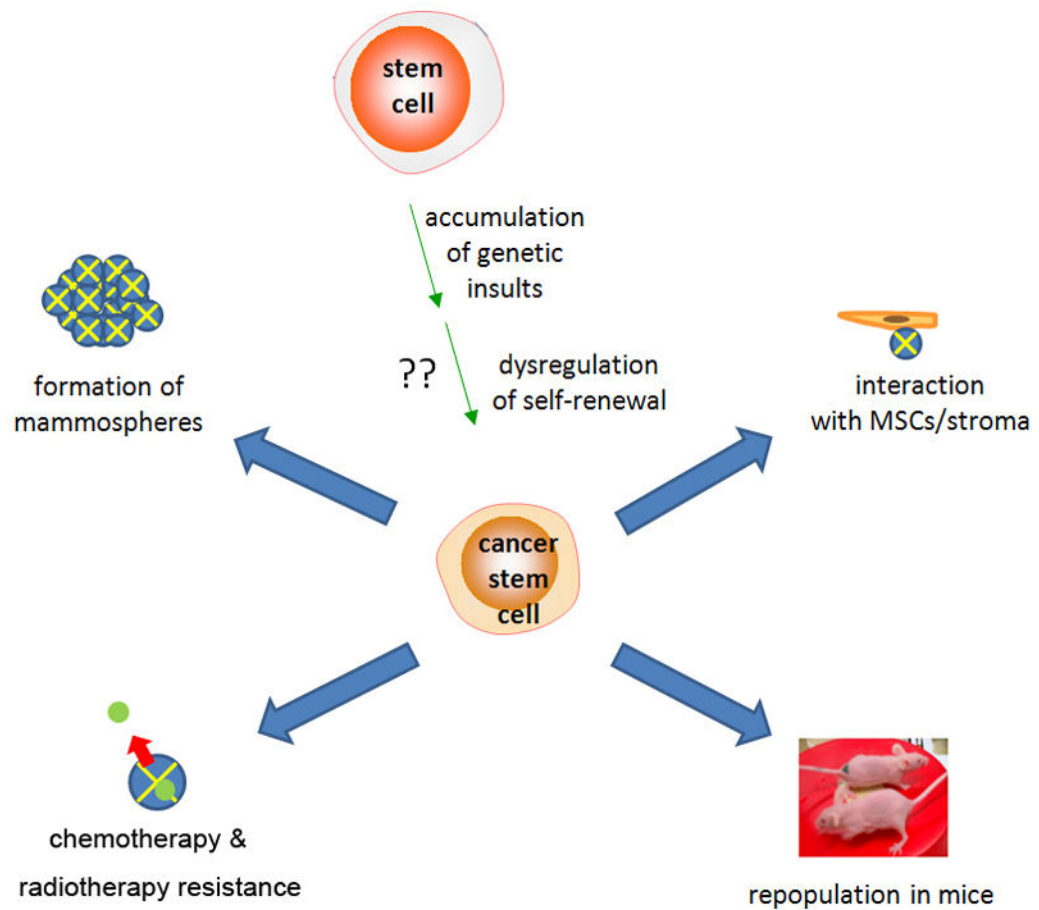 stem
cell
accumulation
of genetic
insults
??
dysregulation
of self-renewal
formation of
mammospheres
interaction
with MSCs/stroma
cancer
stem
cell
chemotherapy &
radiotherapy resistance
repopulation in mice